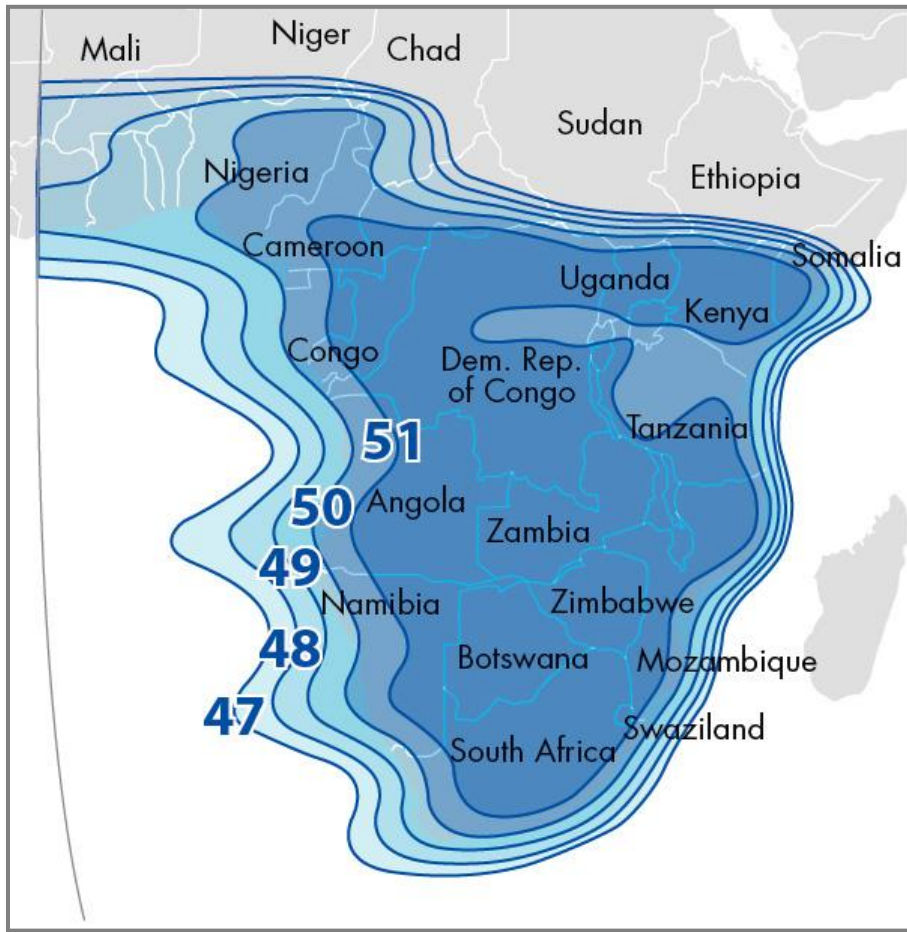 Mali
Niger
Chad
Sudan
Nigeria
Ethiopia
Cameroon
Somalia
Uganda
Kenya
Congo
Dem. Rep.
of Congo
Tanzania
51
50
Angola
Zambia
49
Namibia
Zimbabwe
48
Botswana
Mozambique
47
Swaziland
South Africa